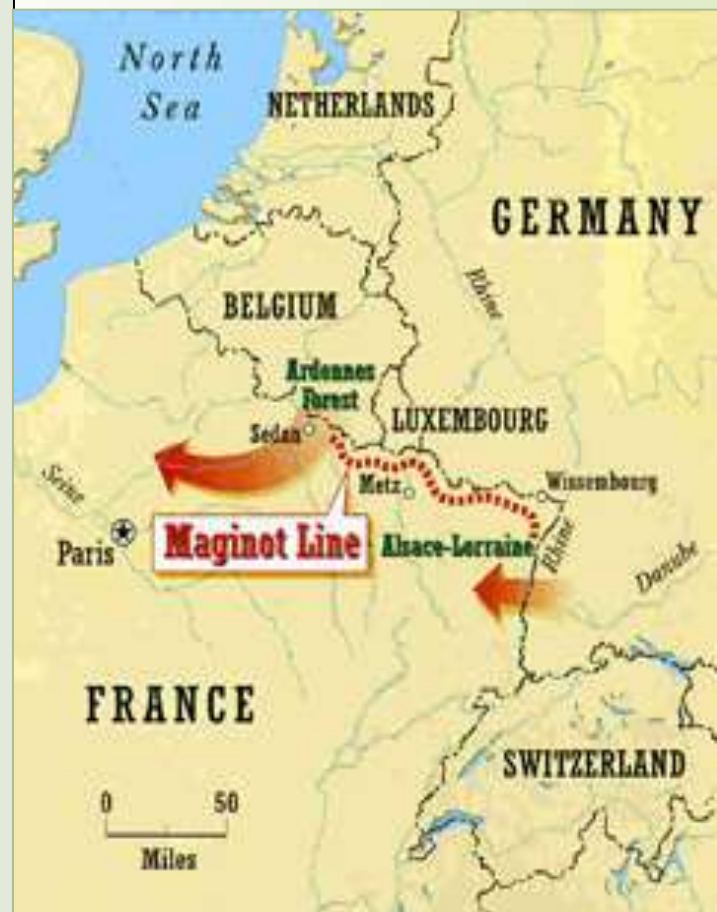 North
Sea
NETHERLANDS
GERMANY
Rhine
BELGIUM
Ardennes
Forest
LUXEMBOURG
Sedan
Metz
Wissembourg
Seine
Paris
Maginot Line
Alsace-Lorraine
Rhine
Danube
FRANCE
SWITZERLAND
0 50
Miles